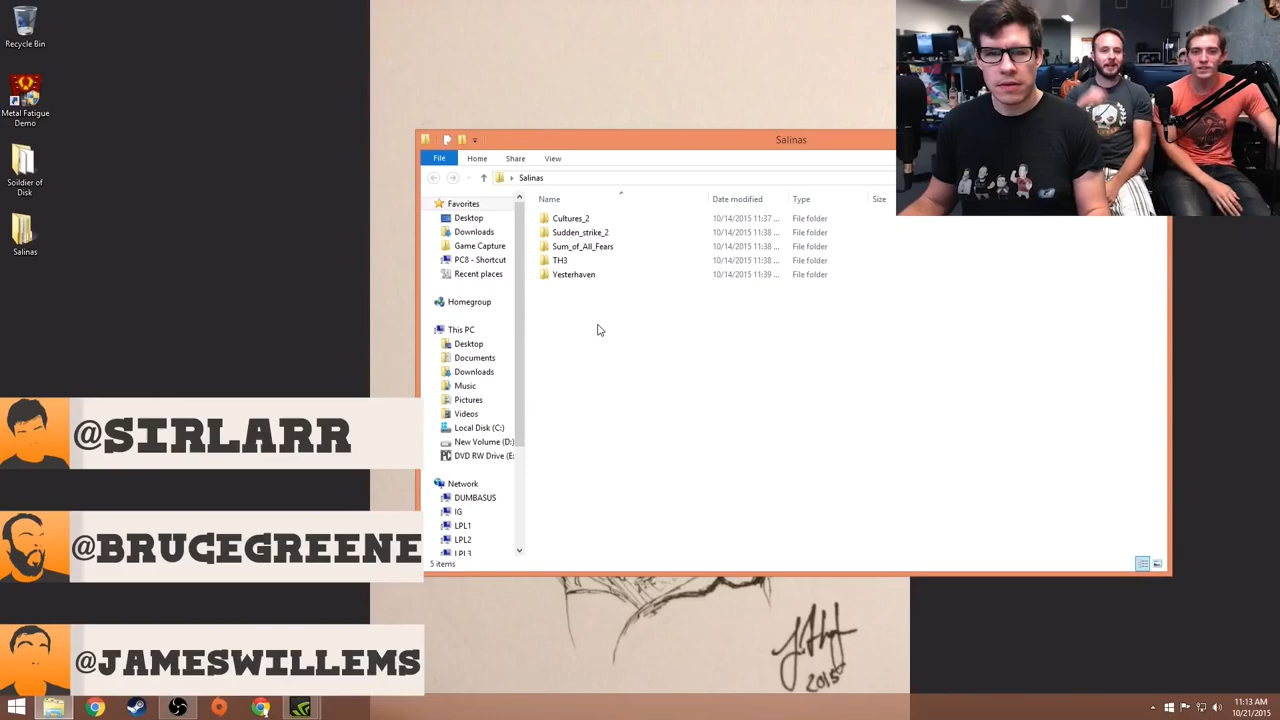 Recycle Bin
Metal Fatigue
Demo
Soldier of
Disk
Salinas
Salinas
File Home Share View
Salinas
Name Date modified Type Size
Favorites
Desktop
Downloads
Game Capture
PC8 - Shortcut
Recent places
Homegroup
This PC
Desktop
Documents
Downloads
Music
Pictures
Videos
Local Disk (C:)
New Volume (D:)
DVD RW Drive (E:
Network
DUMBASUS
IG
LPL1
LPL2
LPL3
Cultures_2 10/14/2015 11:37 ... File folder
Sudden_strike_2 10/14/2015 11:38 ... File folder
Sum_of_All_Fears 10/14/2015 11:38 ... File folder
TH3 10/14/2015 11:38 ... File folder
Yesterhaven 10/14/2015 11:39 ... File folder
5 items
@SIRLARR
@BRUCEGREENE
@JAMESWILLEMS
2015
11:13 AM
10/21/2015